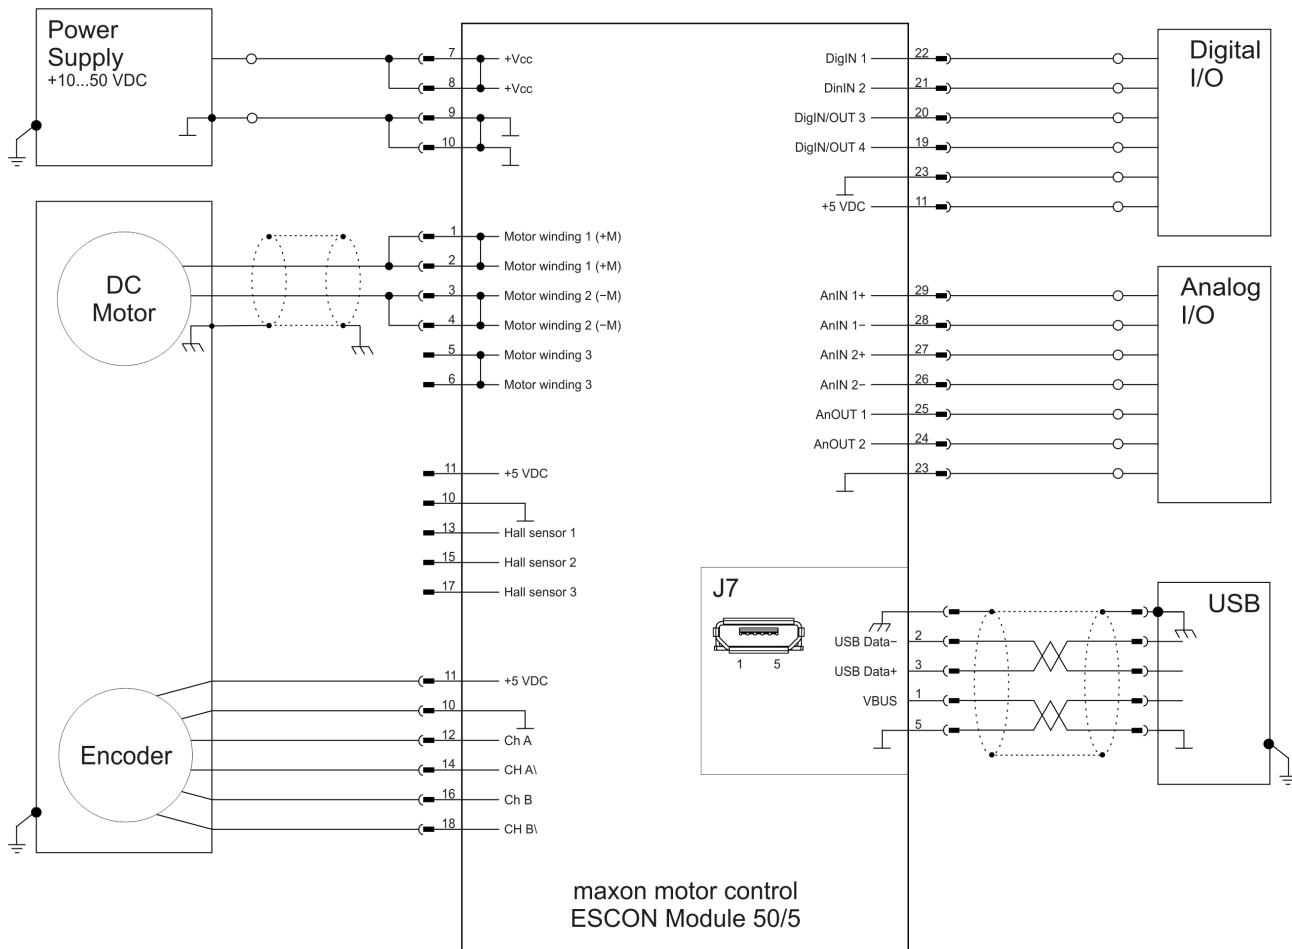 Power
Supply
+10...50 VDC
7
+Vcc
8
+Vcc
9
10
DC
Motor
1
Motor winding 1 (+M)
2
Motor winding 1 (+M)
3
Motor winding 2 (−M)
4
Motor winding 2 (−M)
5
Motor winding 3
6
Motor winding 3
11
+5 VDC
10
13
Hall sensor 1
15
Hall sensor 2
17
Hall sensor 3
Encoder
11
+5 VDC
10
12
Ch A
14
CH A\
16
Ch B
18
CH B\
DigIN 1
22
DinIN 2
21
DigIN/OUT 3
20
DigIN/OUT 4
19
23
+5 VDC
11
Digital
I/O
AnIN 1+
29
AnIN 1−
28
AnIN 2+
27
AnIN 2−
26
AnOUT 1
25
AnOUT 2
24
23
Analog
I/O
J7
1 5
USB Data−
2
USB Data+
3
VBUS
1
5
USB
maxon motor control
ESCON Module 50/5